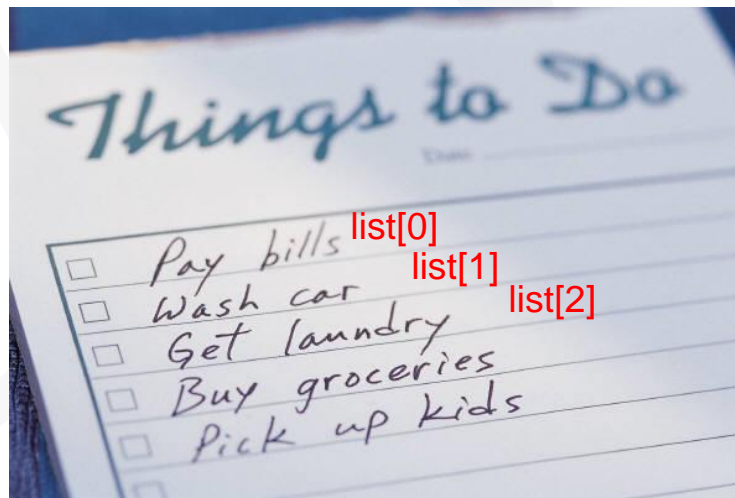 Things to Do
Date
Pay bills list[0]
Wash car list[1]
Get laundry list[2]
Buy groceries
Pick up kids